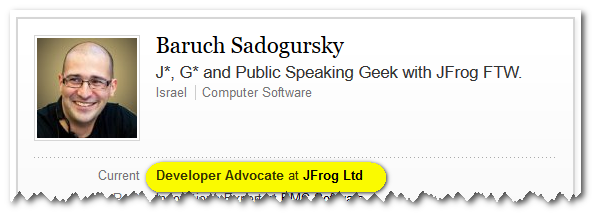 Baruch Sadogursky
J*, G* and Public Speaking Geek with JFrog FTW.
Israel | Computer Software
Current Developer Advocate at JFrog Ltd